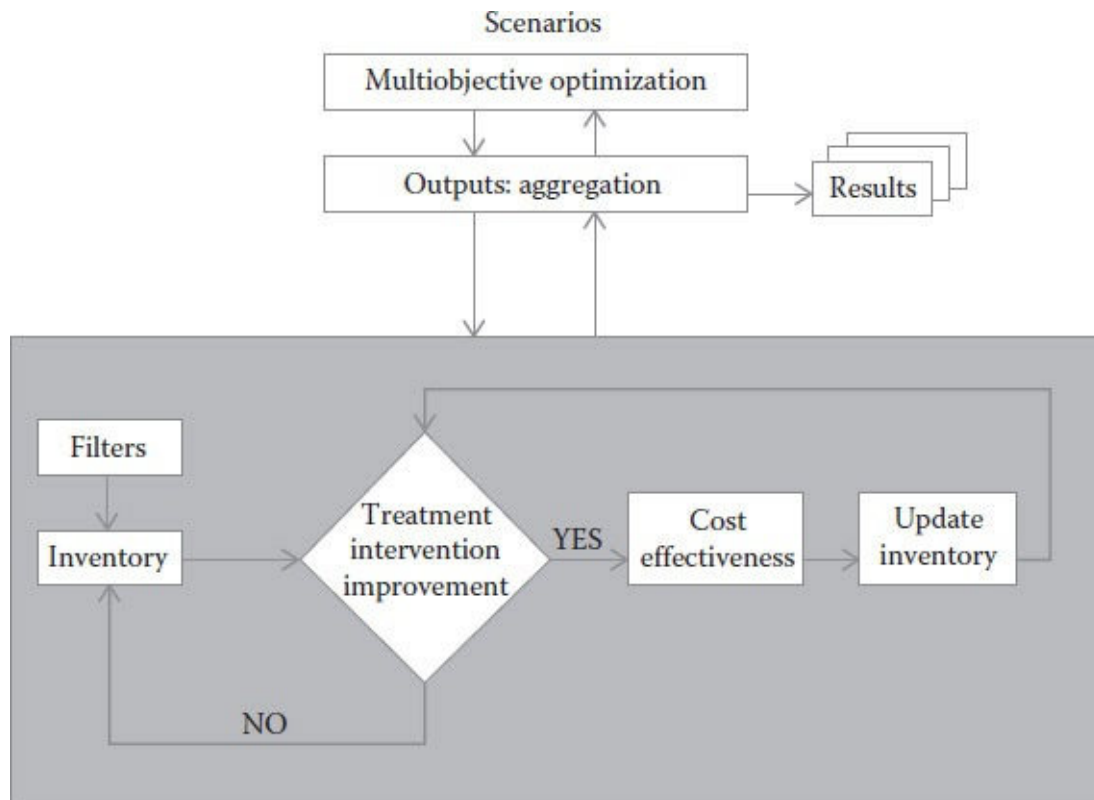 Scenarios
Multiobjective optimization
Outputs: aggregation
Results
Filters
Inventory
Treatment
intervention
improvement
YES
Cost
effectiveness
Update
inventory
NO